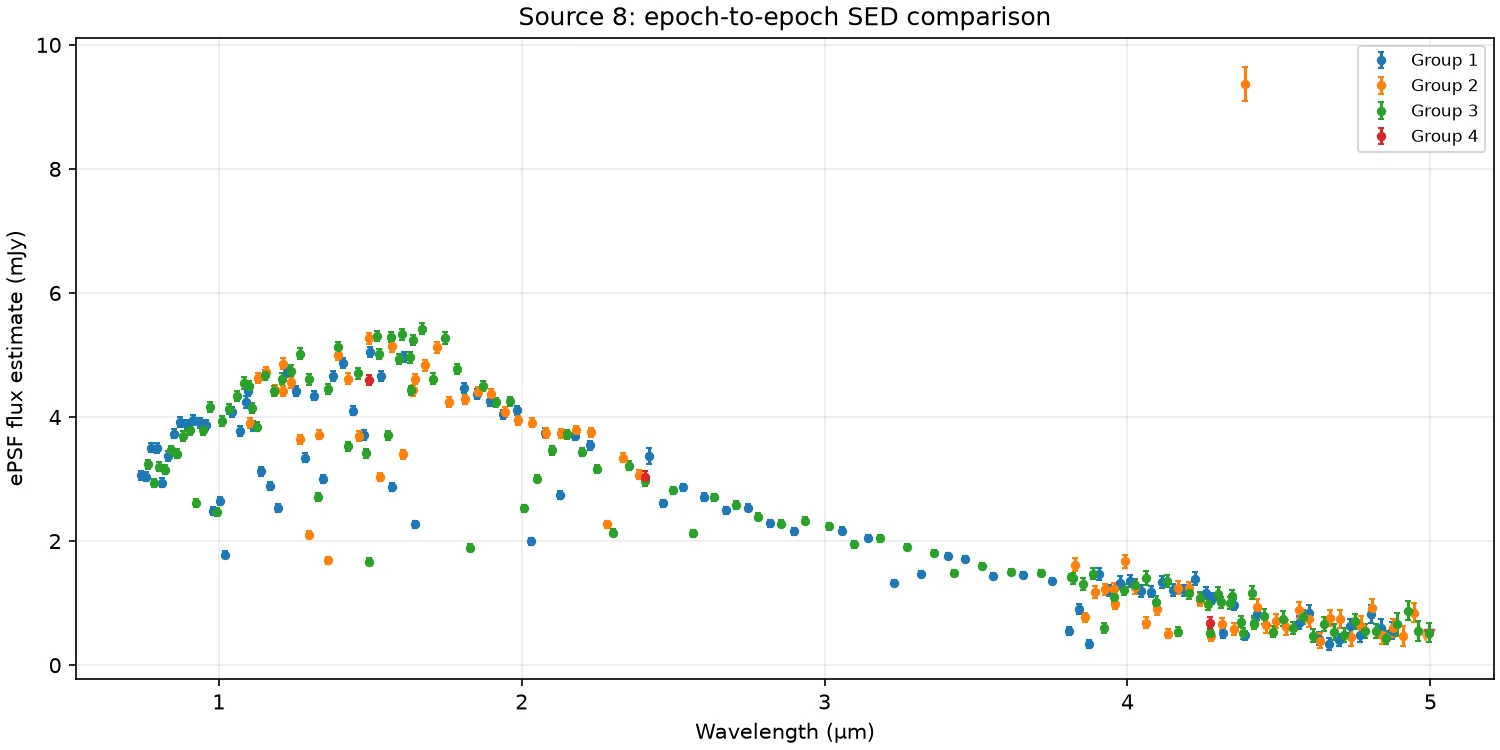 Source 8: epoch-to-epoch SED comparison
10
8
6
4
2
0
ePSF flux estimate (mJy)
1
2
3
4
5
Wavelength (μm)
Group 1
Group 2
Group 3
Group 4